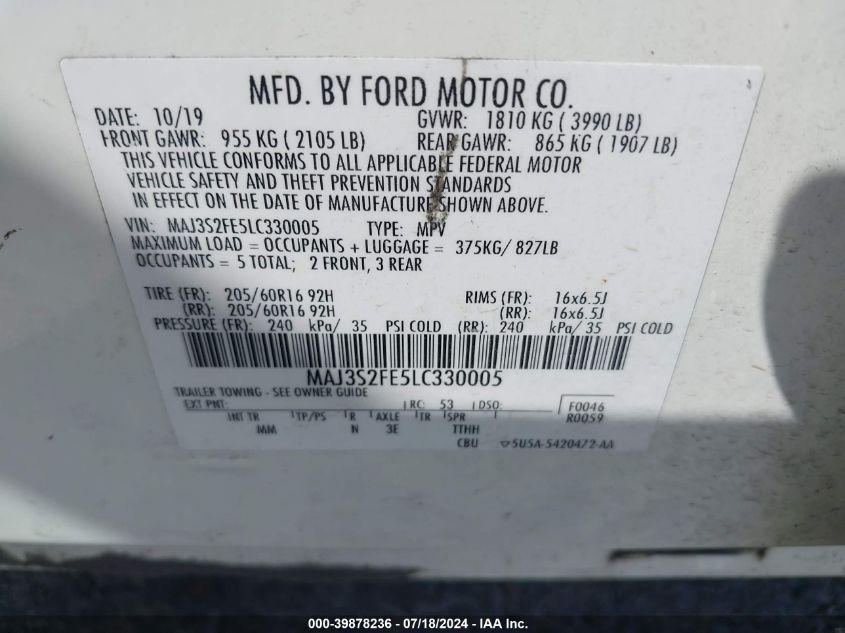 MFD. BY FORD MOTOR CO.
DATE: 10/19 GVWR: 1810 KG ( 3990 LB)
FRONT GAWR: 955 KG ( 2105 LB) REAR GAWR: 865 KG ( 1907 LB)
THIS VEHICLE CONFORMS TO ALL APPLICABLE FEDERAL MOTOR
VEHICLE SAFETY AND THEFT PREVENTION STANDARDS
IN EFFECT ON THE DATE OF MANUFACTURE SHOWN ABOVE.
VIN: MAJ3S2FE5LC330005 TYPE: MPV
MAXIMUM LOAD = OCCUPANTS + LUGGAGE = 375KG/ 827LB
OCCUPANTS = 5 TOTAL; 2 FRONT, 3 REAR
TIRE (FR): 205/60R16 92H RIMS (FR): 16x6.5J
(RR): 205/60R16 92H (RR): 16x6.5J
PRESSURE (FR): 240 kPa/ 35 PSI COLD (RR): 240 kPa/ 35 PSI COLD
MAJ3S2FE5LC330005
TRAILER TOWING - SEE OWNER GUIDE
EXT PNT: RC: 53 DSO: F0046
R0059
INT TR TP/PS R AXLE TR SPR
MM N 3E TTHH
CBU 5U5A-5420472-AA
000-39878236 - 07/18/2024 - IAA Inc.